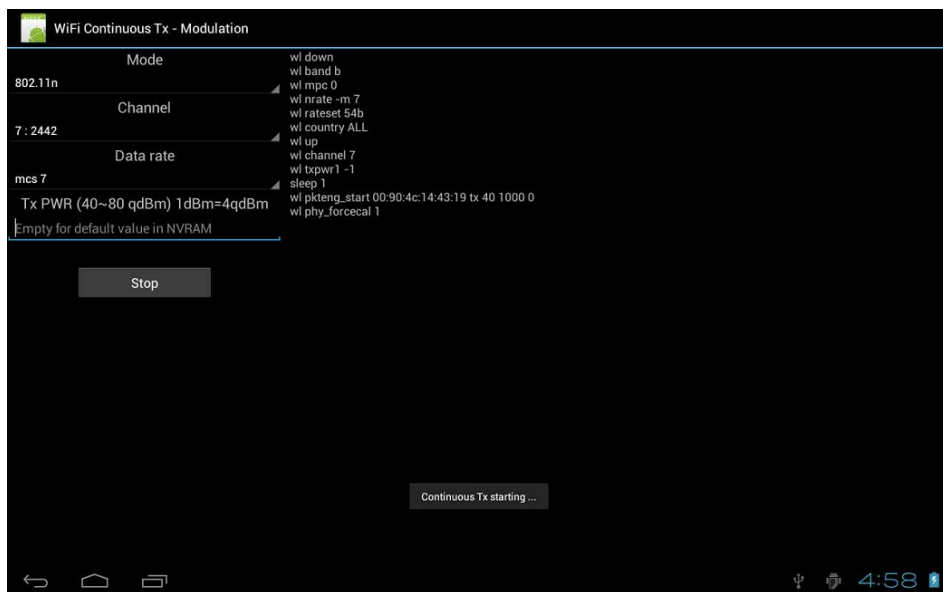 WiFi Continuous Tx - Modulation
Mode
802.11n
Channel
7 : 2442
Data rate
mcs 7
Tx PWR (40~80 qdBm) 1dBm=4qdBm
Empty for default value in NVRAM
Stop
wl down
wl band b
wl mpc 0
wl nrate -m 7
wl rateset 54b
wl country ALL
wl up
wl channel 7
wl txpwr1 -1
sleep 1
wl pkteng_start 00:90:4c:14:43:19 tx 40 1000 0
wl phy_forcecal 1
Continuous Tx starting ...
4:58